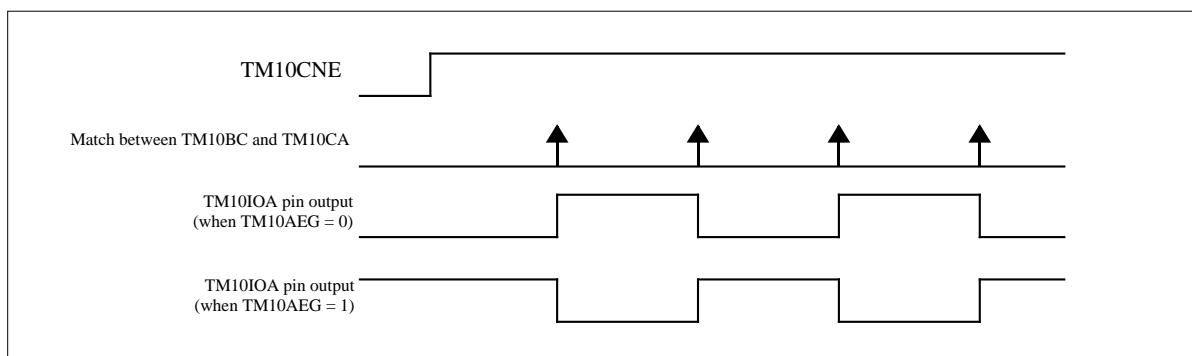 TM10CNE
Match between TM10BC and TM10CA
TM10IOA pin output
(when TM10AEG = 0)
TM10IOA pin output
(when TM10AEG = 1)